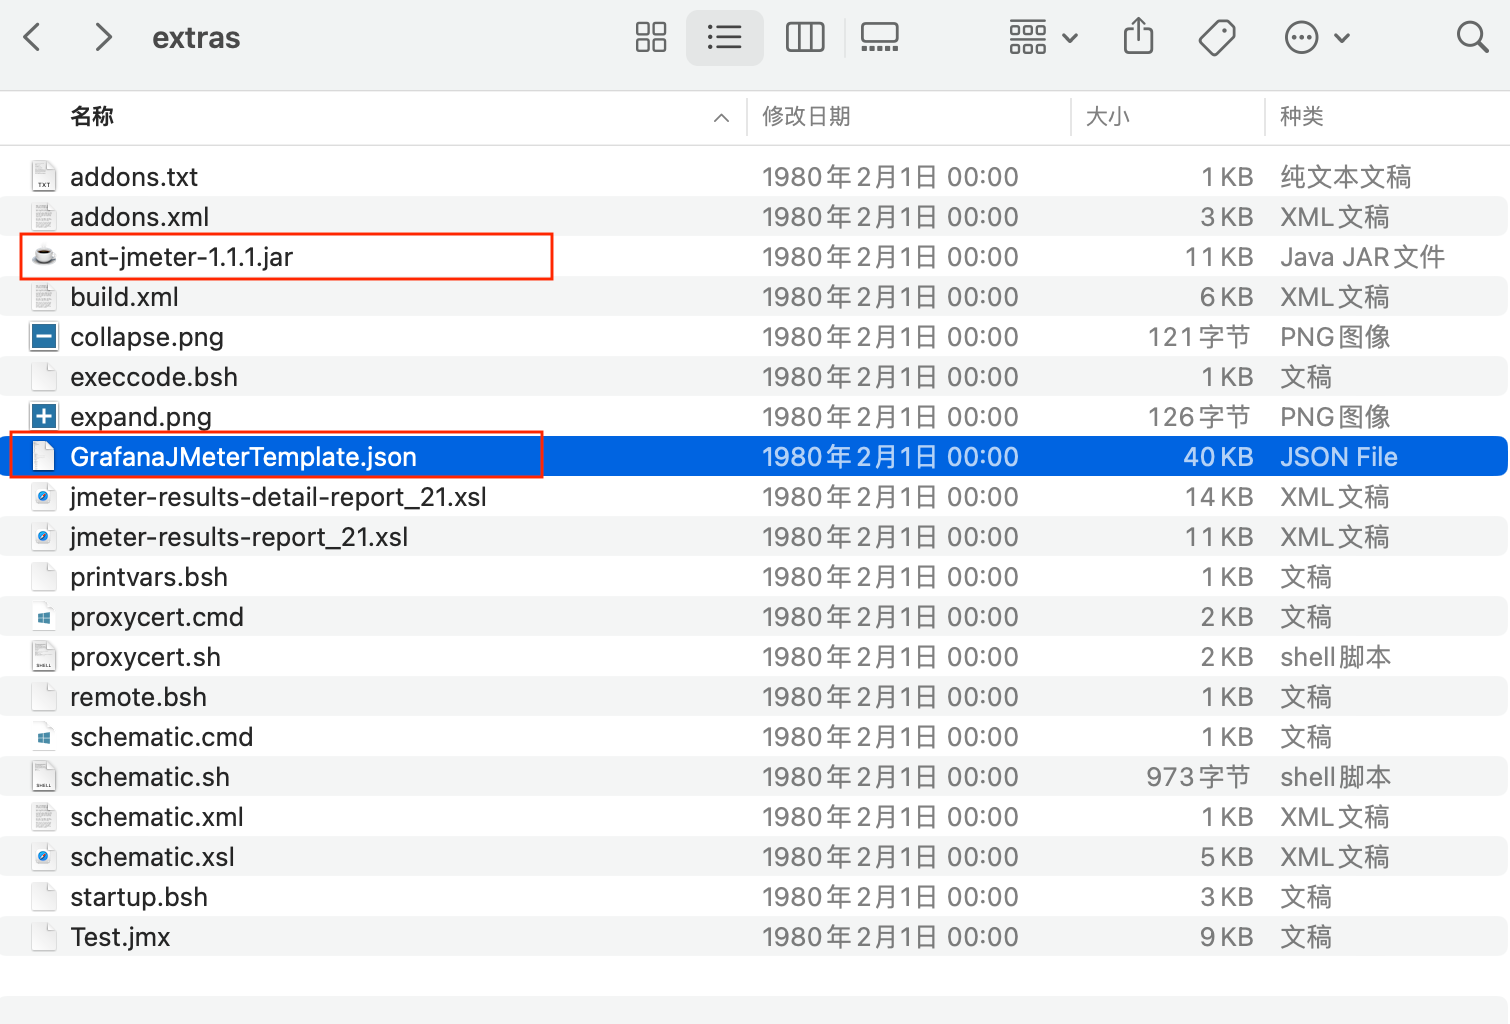 extras
名称 修改日期 大小 种类
addons.txt 1980年2月1日 00:00 1 KB 纯文本文稿
addons.xml 1980年2月1日 00:00 3 KB XML文稿
ant-jmeter-1.1.1.jar 1980年2月1日 00:00 11 KB Java JAR文件
build.xml 1980年2月1日 00:00 6 KB XML文稿
collapse.png 1980年2月1日 00:00 121字节 PNG图像
execcode.bsh 1980年2月1日 00:00 1 KB 文稿
expand.png 1980年2月1日 00:00 126字节 PNG图像
GrafanaJMeterTemplate.json 1980年2月1日 00:00 40 KB JSON File
jmeter-results-detail-report_21.xsl 1980年2月1日 00:00 14 KB XML文稿
jmeter-results-report_21.xsl 1980年2月1日 00:00 11 KB XML文稿
printvars.bsh 1980年2月1日 00:00 1 KB 文稿
proxycert.cmd 1980年2月1日 00:00 2 KB 文稿
proxycert.sh 1980年2月1日 00:00 2 KB shell脚本
remote.bsh 1980年2月1日 00:00 1 KB 文稿
schematic.cmd 1980年2月1日 00:00 1 KB 文稿
schematic.sh 1980年2月1日 00:00 973字节 shell脚本
schematic.xml 1980年2月1日 00:00 1 KB XML文稿
schematic.xsl 1980年2月1日 00:00 5 KB XML文稿
startup.bsh 1980年2月1日 00:00 3 KB 文稿
Test.jmx 1980年2月1日 00:00 9 KB 文稿